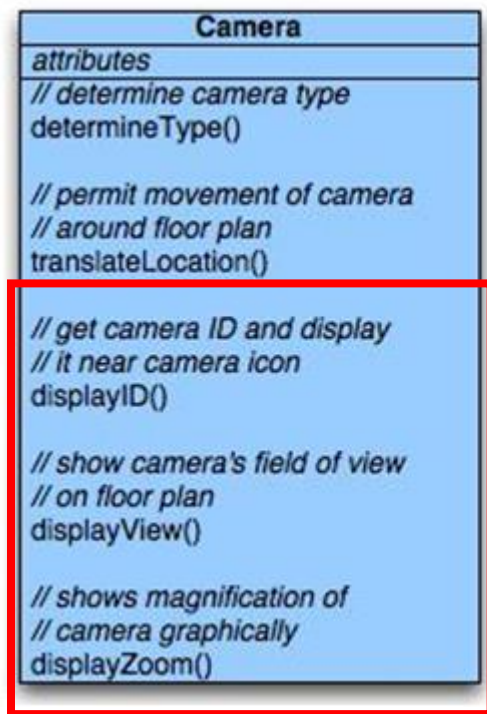 Camera
attributes
// determine camera type
determineType()
// permit movement of camera
// around floor plan
translateLocation()
// get camera ID and display
// it near camera icon
displayID()
// show camera's field of view
// on floor plan
displayView()
// shows magnification of
// camera graphically
displayZoom()